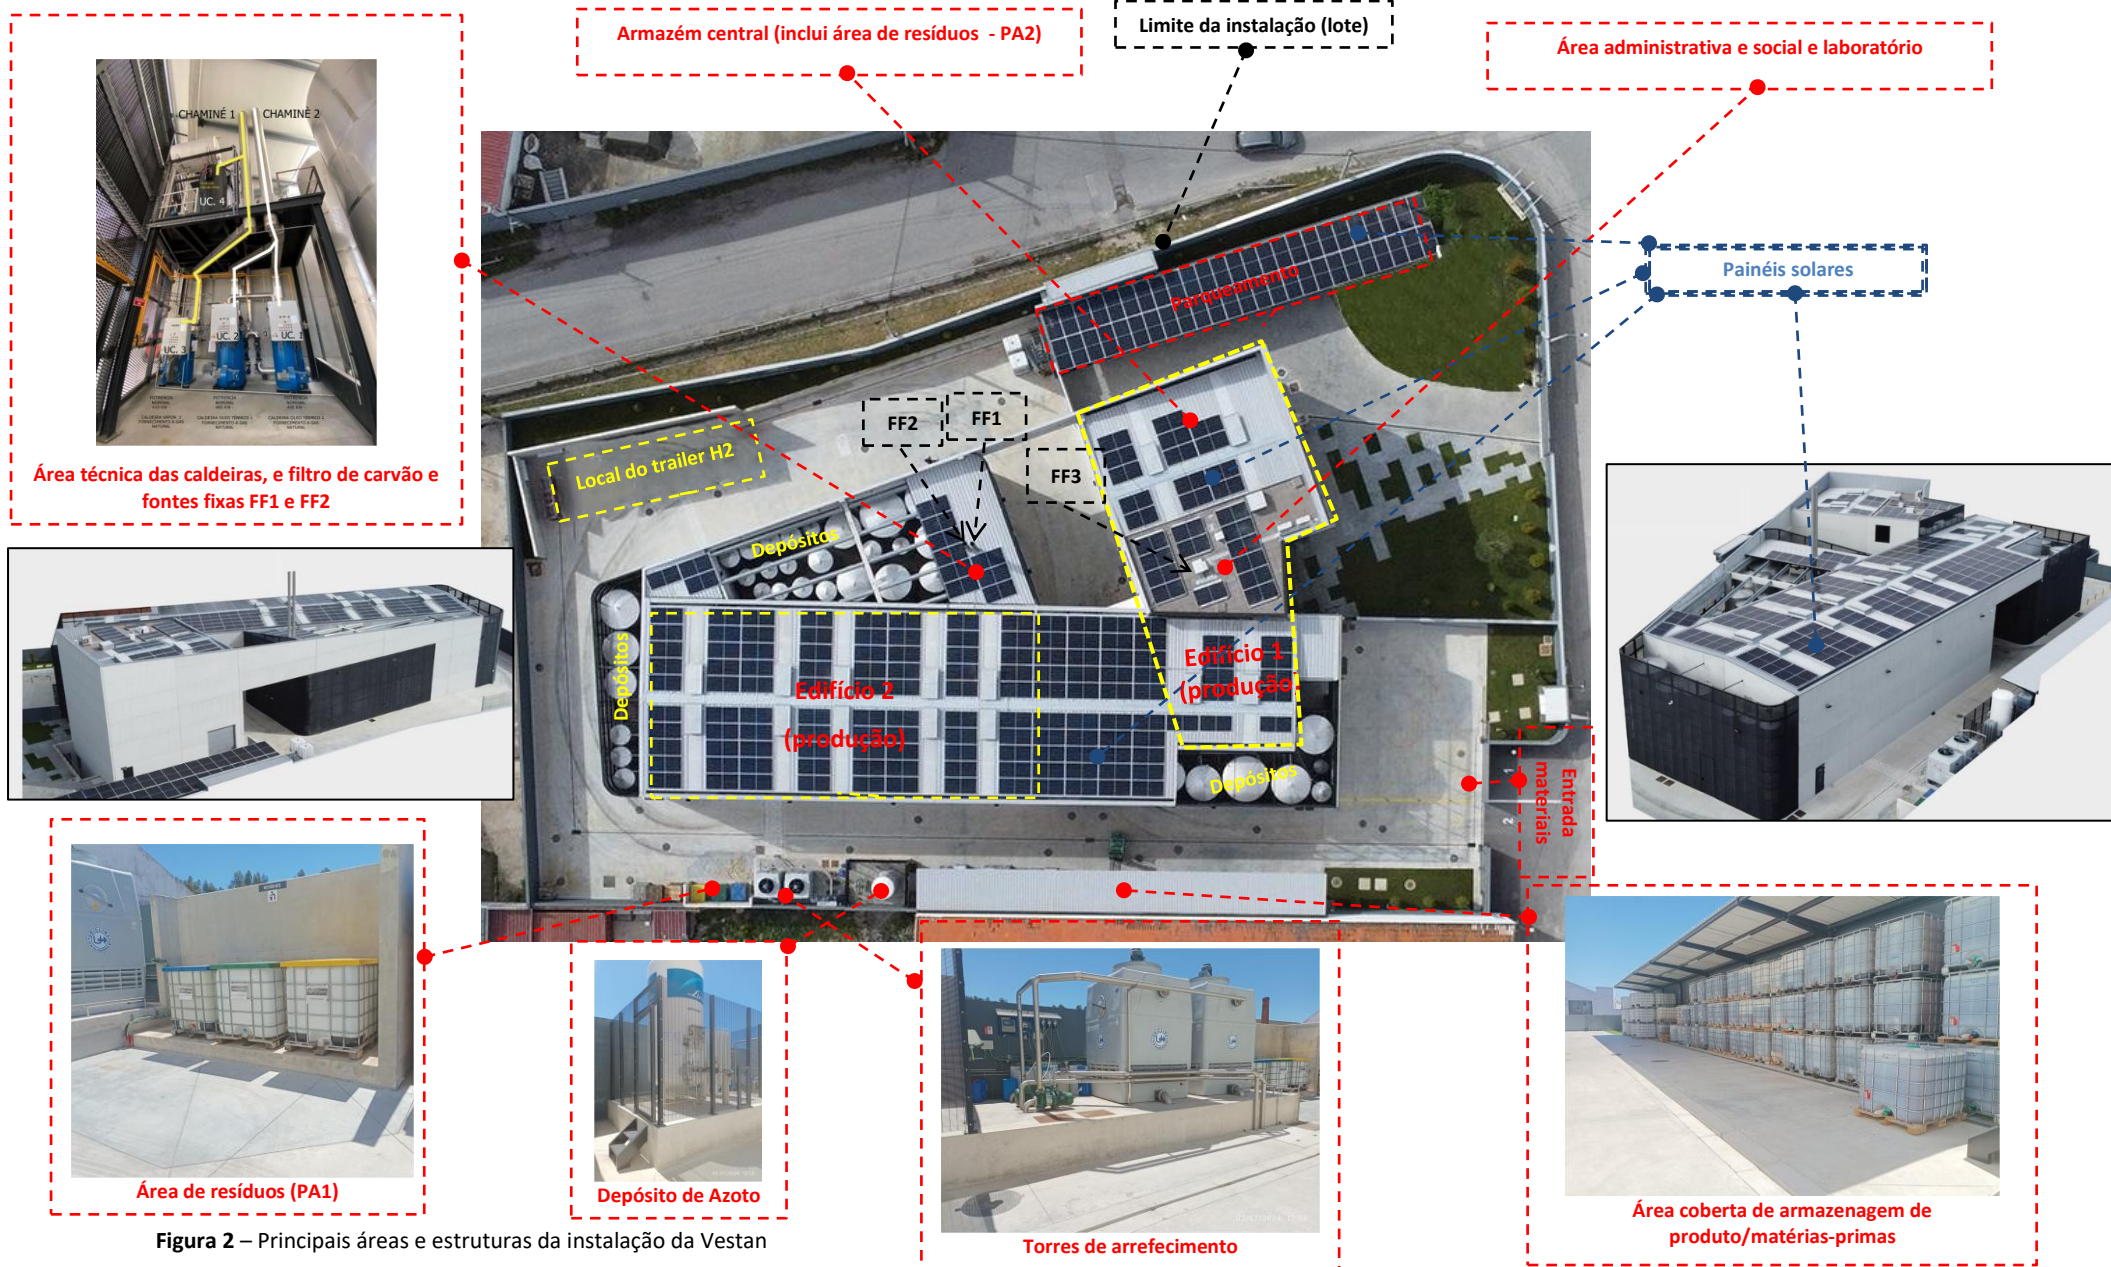 Armazém central (inclui área de resíduos  - PA2)
Limite da instalação (lote)
Área administrativa e social e laboratório
CHAMINÉ 1
CHAMINÉ 2
UC. 4
UC. 3
UC. 2
UC. 1
Área técnica das caldeiras, e filtro de carvão e
fontes fixas FF1 e FF2
Painéis solares
Parqueamento
FF2
FF1
FF3
Local do trailer H2
Depósitos
Depósitos
Edifício 2
(produção)
Edifício 1
(produção
Depósitos
Entrada
materiais
1
2
Área de resíduos (PA1)
Depósito de Azoto
Torres de arrefecimento
Área coberta de armazenagem de
produto/matérias-primas
Figura 2 – Principais áreas e estruturas da instalação da Vestan